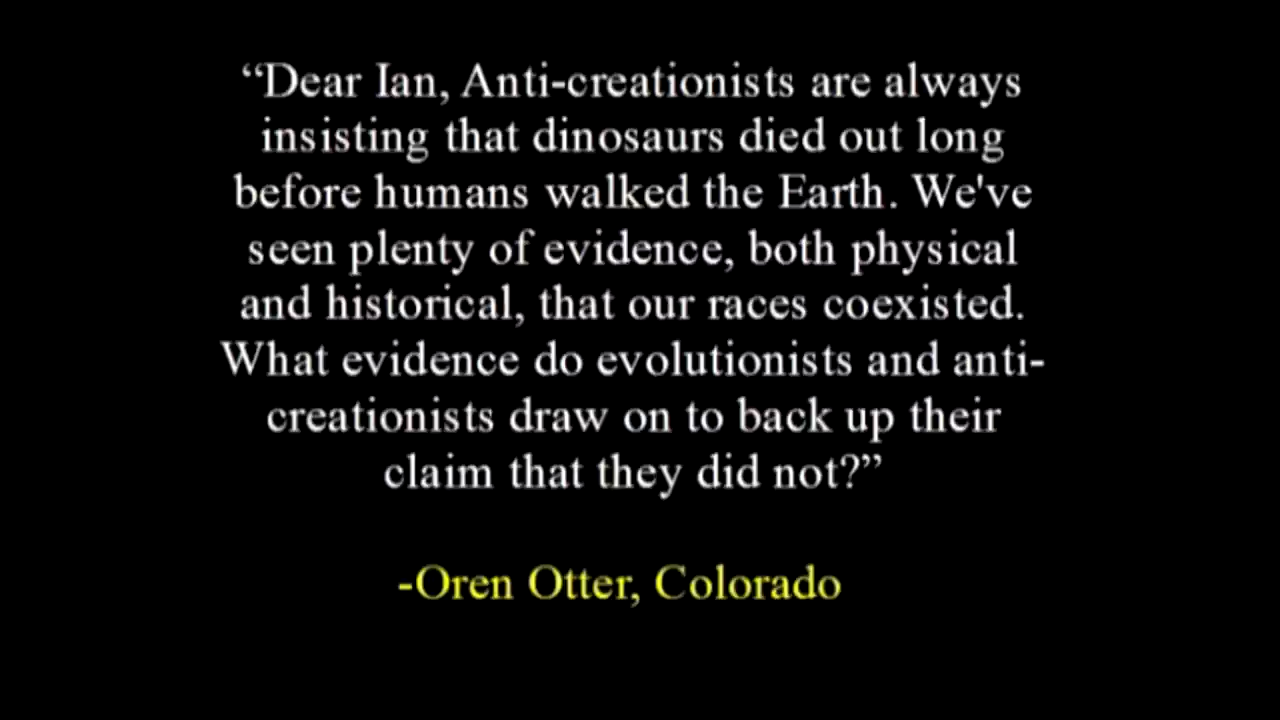 “Dear Ian, Anti-creationists are always
insisting that dinosaurs died out long
before humans walked the Earth. We've
seen plenty of evidence, both physical
and historical, that our races coexisted.
What evidence do evolutionists and anti-
creationists draw on to back up their
claim that they did not?”
-Oren Otter, Colorado